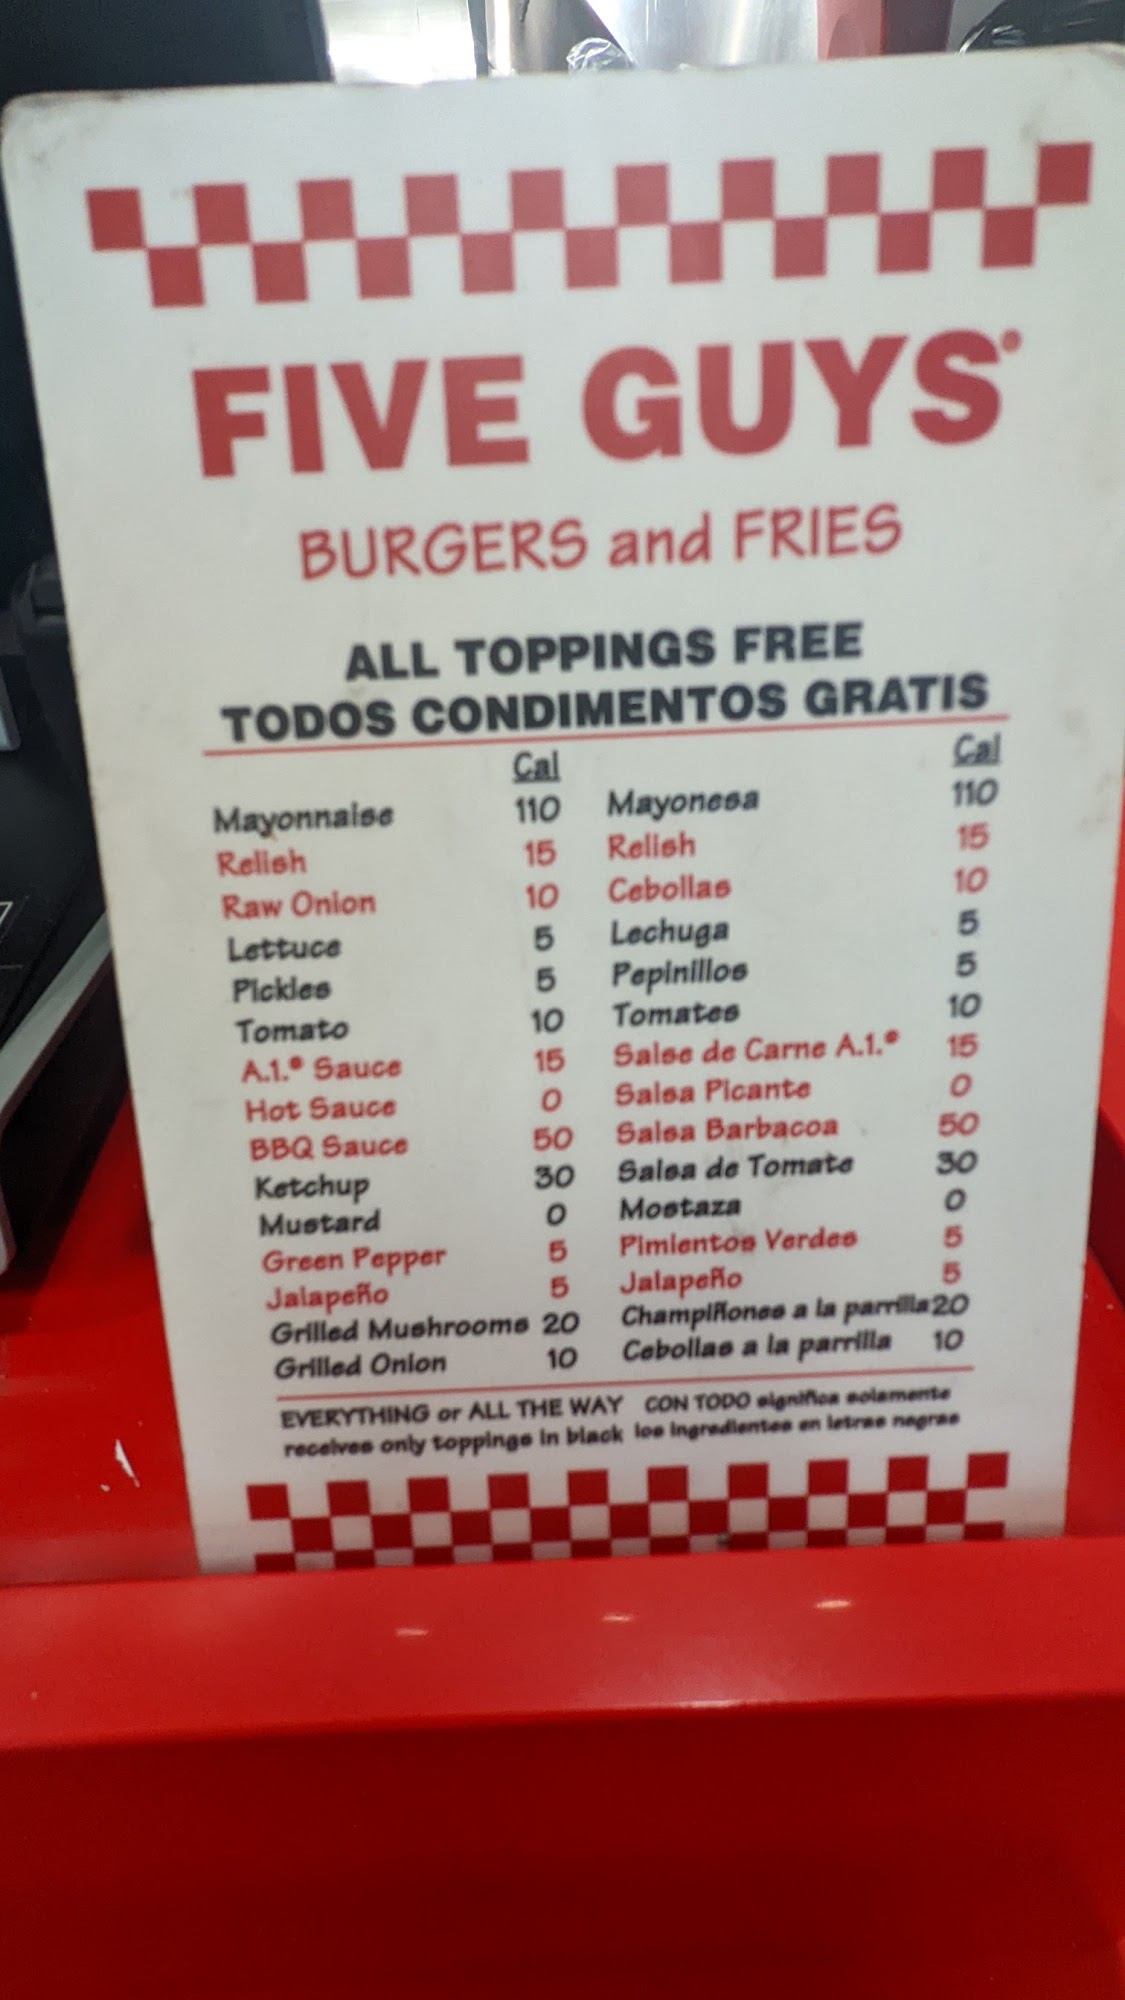 FIVE GUYS®
BURGERS and FRIES
ALL TOPPINGS FREE
TODOS CONDIMENTOS GRATIS
Cal Cal
Mayonnaise 110 Mayonesa 110
Relish 15 Relish 15
Raw Onion 10 Cebollas 10
Lettuce 5 Lechuga 5
Pickles 5 Pepinillos 5
Tomato 10 Tomates 10
A.1.® Sauce 15 Salse de Carne A.1.® 15
Hot Sauce 0 Salsa Picante 0
BBQ Sauce 50 Salsa Barbacoa 50
Ketchup 30 Salsa de Tomate 30
Mustard 0 Mostaza 0
Green Pepper 5 Pimientos Verdes 5
Jalapeño 5 Jalapeño 5
Grilled Mushrooms 20 Champiñones a la parrilla 20
Grilled Onion 10 Cebollas a la parrilla 10
EVERYTHING or ALL THE WAY CON TODO significa solamente
receives only toppings in black los ingredientes en letras negras